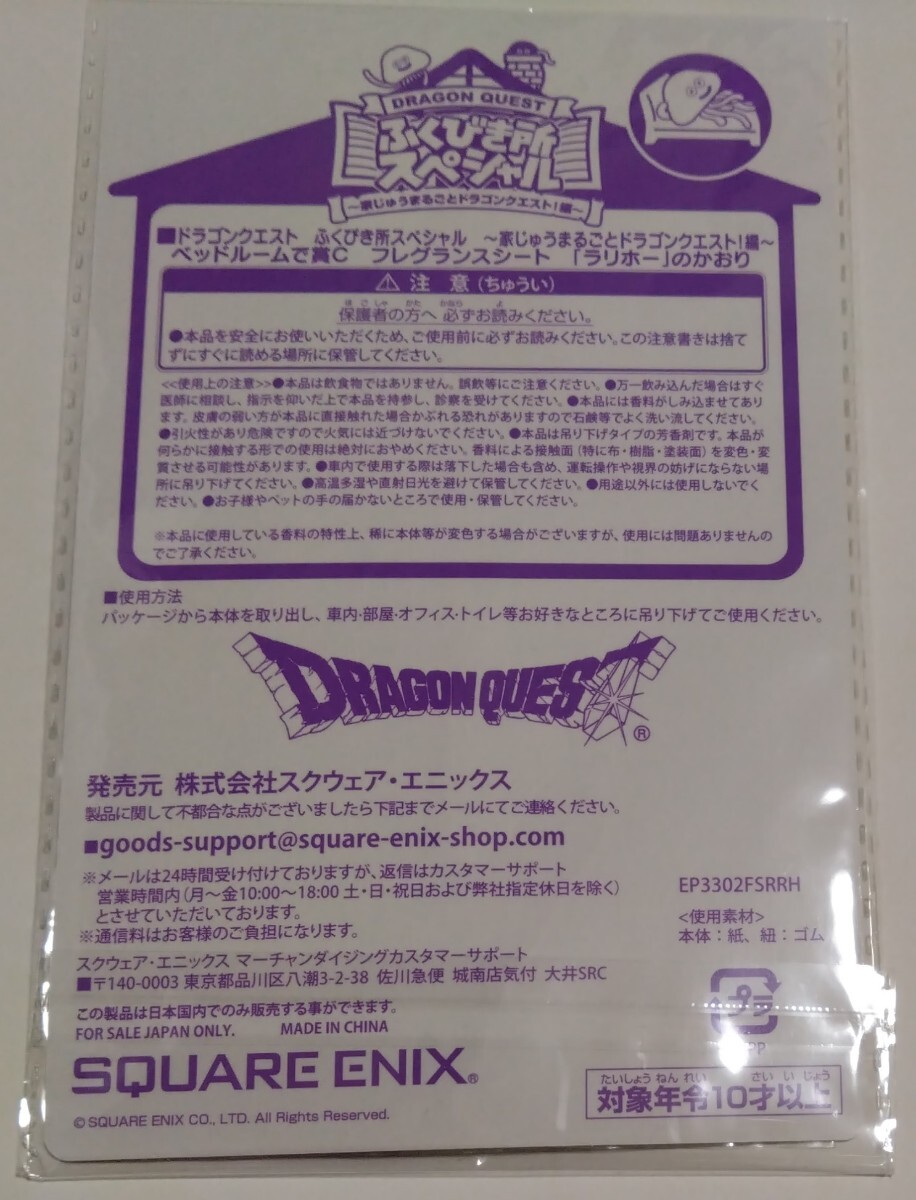 DRAGON QUEST
ふくびき所
スペシャル
～家じゅうまるごとドラゴンクエスト!編～
■ドラゴンクエスト ふくびき所スペシャル ～家じゅうまるごとドラゴンクエスト!編～
ベッドルームで賞C フレグランスシート 「ラリホー」のかおり
⚠ 注 意 (ちゅうい)
保護者の方へ 必ずお読みください。
●本品を安全にお使いいただくため、ご使用前に必ずお読みください。この注意書きは捨て
ずにすぐに読める場所に保管してください。
<<使用上の注意>>●本品は飲食物ではありません。誤飲等にご注意ください。●万一飲み込んだ場合はすぐ
医師に相談し、指示を仰いだ上で本品を持参し、診察を受けてください。●本品には香料がしみ込ませてあり
ます。皮膚の弱い方が本品に直接触れた場合かぶれる恐れがありますので石鹸等でよく洗い流してください。
●引火性があり危険ですので火気には近づけないでください。●本品は吊り下げタイプの芳香剤です。本品が
何らかに接触する形での使用は絶対におやめください。香料による接触面(特に布・樹脂・塗装面)を変色・変
質させる可能性があります。●車内で使用する際は落下した場合も含め、運転操作や視界の妨げにならない場
所に吊り下げてください。●高温多湿や直射日光を避けて保管してください。●用途以外には使用しないでく
ださい。●お子様やペットの手の届かないところで使用・保管してください。
※本品に使用している香料の特性上、稀に本体等が変色する場合がございますが、使用には問題ありませんの
でご了承ください。
■使用方法
パッケージから本体を取り出し、車内・部屋・オフィス・トイレ等お好きなところに吊り下げてご使用ください。
DRAGON QUEST®
発売元 株式会社スクウェア・エニックス
製品に関して不都合な点がございましたら下記までメールにてご連絡ください。
■goods-support@square-enix-shop.com
※メールは24時間受け付けておりますが、返信はカスタマーサポート
営業時間内(月～金10:00～18:00 土・日・祝日および弊社指定休日を除く)
とさせていただいております。
※通信料はお客様のご負担になります。
EP3302FSRRH
<使用素材>
本体:紙、紐:ゴム
スクウェア・エニックス マーチャンダイジングカスタマーサポート
■〒140-0003 東京都品川区八潮3-2-38 佐川急便 城南店気付 大井SRC
この製品は日本国内でのみ販売する事ができます。
FOR SALE JAPAN ONLY. MADE IN CHINA
プラ
PP
SQUARE ENIX®
© SQUARE ENIX CO., LTD. All Rights Reserved.
対象年令10才以上